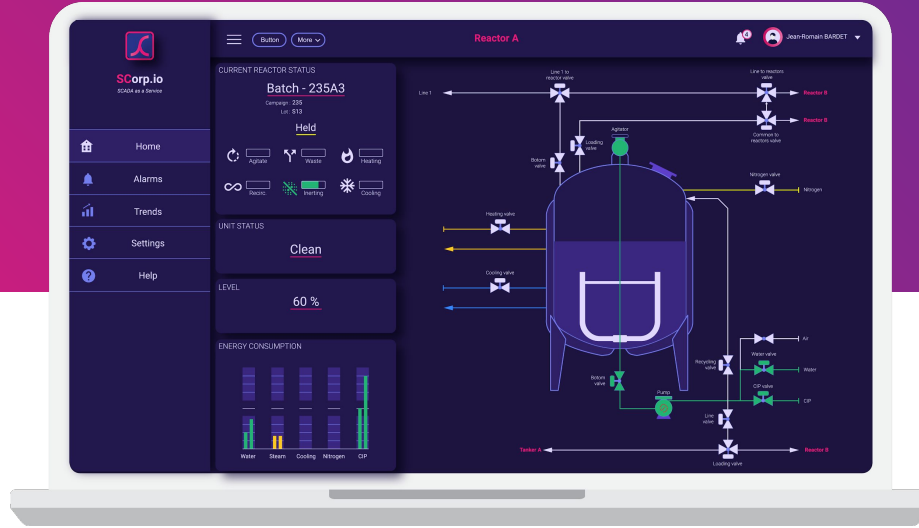 SCorp.io
SCADA as a Service
Home
Alarms
Trends
Settings
Help
Button
More
Reactor A
4
Jean-Romain BARDET
CURRENT REACTOR STATUS
Batch - 235A3
Campaign : 235
Lot : S13
Held
Agitate
Waste
Heating
Recirc.
Inerting
Cooling
UNIT STATUS
Clean
LEVEL
60 %
ENERGY CONSUMPTION
Water
Steam
Cooling
Nitrogen
CIP
Line 1 to
reactor valve
Line to reactors
valve
Line 1
Reactor B
Reactor B
Common to
reactors valve
Agitator
Loading
valve
Botom
valve
Nitrogen valve
Nitrogen
Heating valve
Cooling valve
Air
Water valve
Water
Recycling
valve
Botom
valve
Pump
CIP valve
CIP
Line
valve
Tanker A
Reactor B
Loading valve